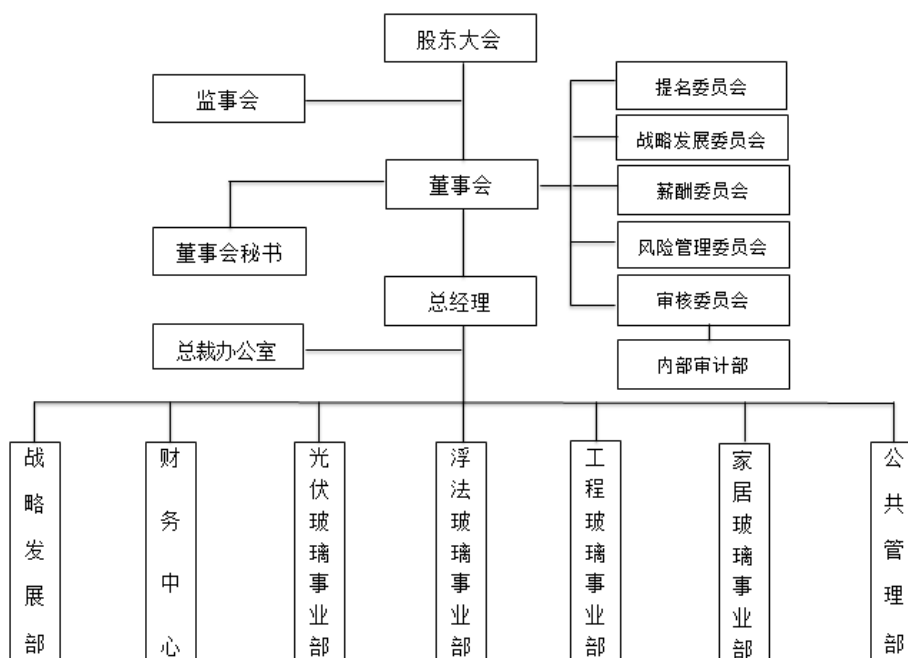 股东大会
监事会
提名委员会
战略发展委员会
董事会
薪酬委员会
董事会秘书
风险管理委员会
总经理
审核委员会
总裁办公室
内部审计部
战略发展部
财务中心
光伏玻璃事业部
浮法玻璃事业部
工程玻璃事业部
家居玻璃事业部
公共管理部